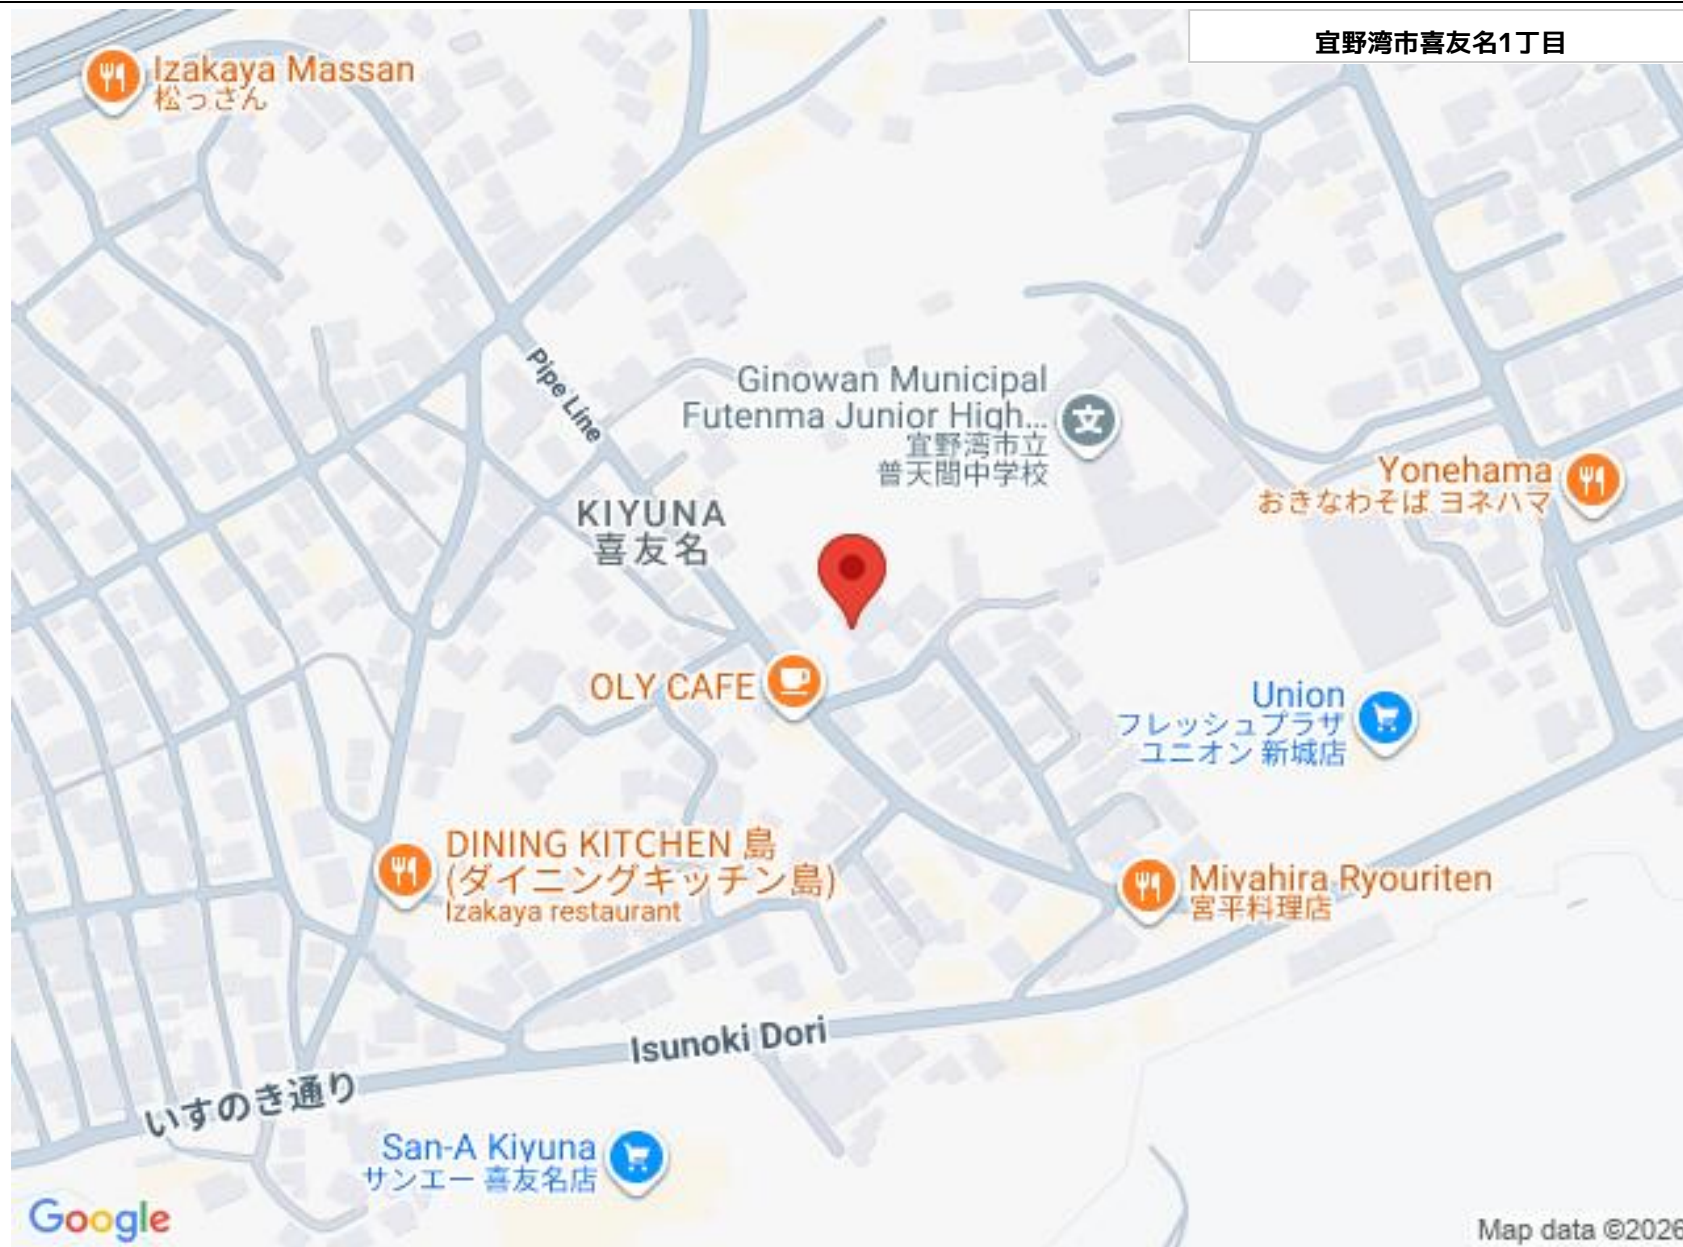 宜野湾市喜友名1丁目
Izakaya Massan
松っさん
Pipe Line
Ginowan Municipal
Futenma Junior High...
宜野湾市立
普天間中学校
Yonehama
おきなわそば ヨネハマ
KIYUNA
喜友名
OLY CAFE
Union
フレッシュプラザ
ユニオン 新城店
DINING KITCHEN 島
(ダイニングキッチン島)
Izakaya restaurant
Miyahira Ryouriten
宮平料理店
Isunoki Dori
いすのき通り
San-A Kiyuna
サンエー 喜友名店
Google
Map data ©2026
文